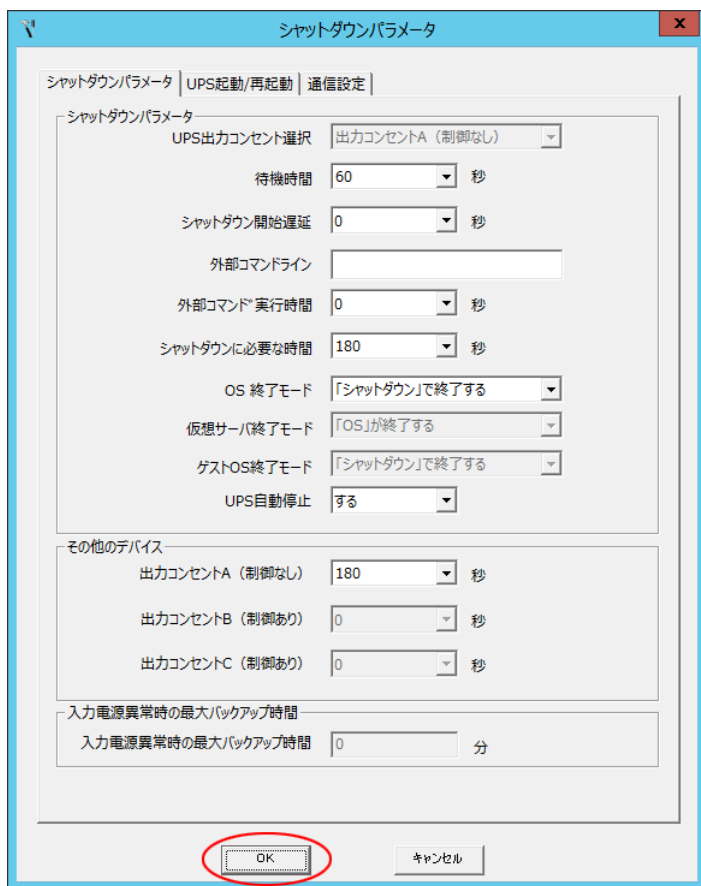 シャットダウンパラメータ
x
シャットダウンパラメータ UPS起動/再起動 通信設定
シャットダウンパラメータ
UPS出力コンセント選択 出力コンセントA（制御なし）
待機時間 60 秒
シャットダウン開始遅延 0 秒
外部コマンドライン
外部コマンド実行時間 0 秒
シャットダウンに必要な時間 180 秒
OS 終了モード 「シャットダウン」で終了する
仮想サーバ終了モード 「OS」が終了する
ゲストOS終了モード 「シャットダウン」で終了する
UPS自動停止 する
その他のデバイス
出力コンセントA（制御なし） 180 秒
出力コンセントB（制御あり） 0 秒
出力コンセントC（制御あり） 0 秒
入力電源異常時の最大バックアップ時間
入力電源異常時の最大バックアップ時間 0 分
OK キャンセル